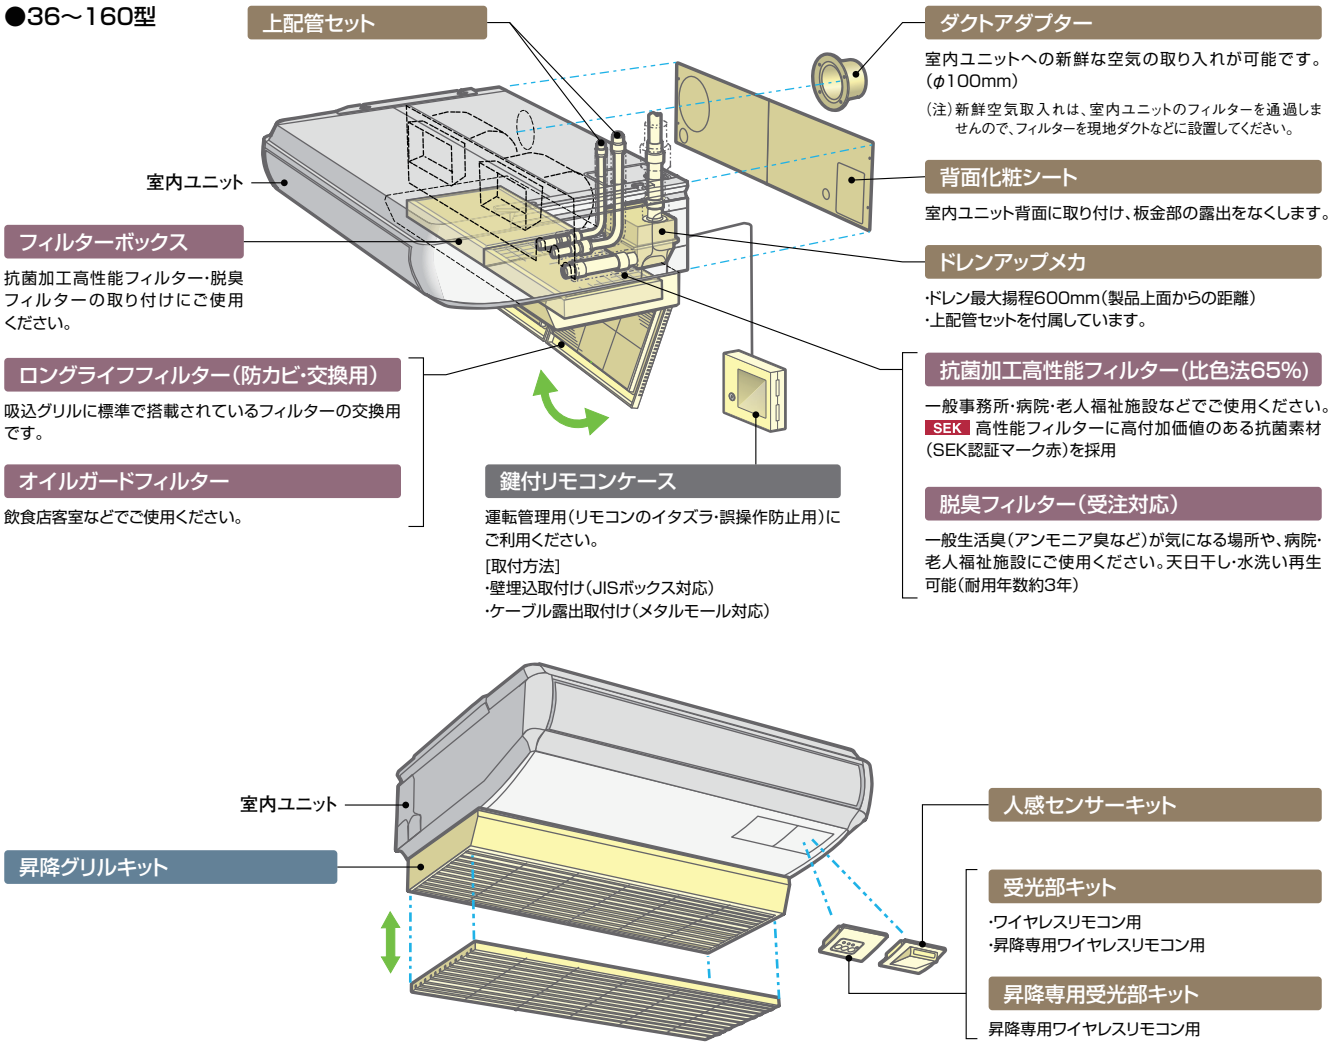 ●36〜160型
上配管セット
ダクトアダプター
室内ユニットへの新鮮な空気の取り入れが可能です。
(φ100mm)
(注)新鮮空気取入れは、室内ユニットのフィルターを通過しま
せんので、フィルターを現地ダクトなどに設置してください。
背面化粧シート
室内ユニット背面に取り付け、板金部の露出をなくします。
ドレンアップメカ
・ドレン最大揚程600mm(製品上面からの距離)
・上配管セットを付属しています。
室内ユニット
フィルターボックス
抗菌加工高性能フィルター・脱臭
フィルターの取り付けにご使用
ください。
ロングライフフィルター(防カビ・交換用)
吸込グリルに標準で搭載されているフィルターの交換用
です。
オイルガードフィルター
飲食店客室などでご使用ください。
鍵付リモコンケース
運転管理用(リモコンのイタズラ・誤操作防止用)に
ご利用ください。
[取付方法]
・壁埋込取付け(JISボックス対応)
・ケーブル露出取付け(メタルモール対応)
抗菌加工高性能フィルター(比色法65%)
一般事務所・病院・老人福祉施設などでご使用ください。
SEK 高性能フィルターに高付加価値のある抗菌素材
(SEK認証マーク赤)を採用
脱臭フィルター(受注対応)
一般生活臭(アンモニア臭など)が気になる場所や、病院・
老人福祉施設にご使用ください。天日干し・水洗い再生
可能(耐用年数約3年)
室内ユニット
昇降グリルキット
人感センサーキット
受光部キット
・ワイヤレスリモコン用
・昇降専用ワイヤレスリモコン用
昇降専用受光部キット
昇降専用ワイヤレスリモコン用